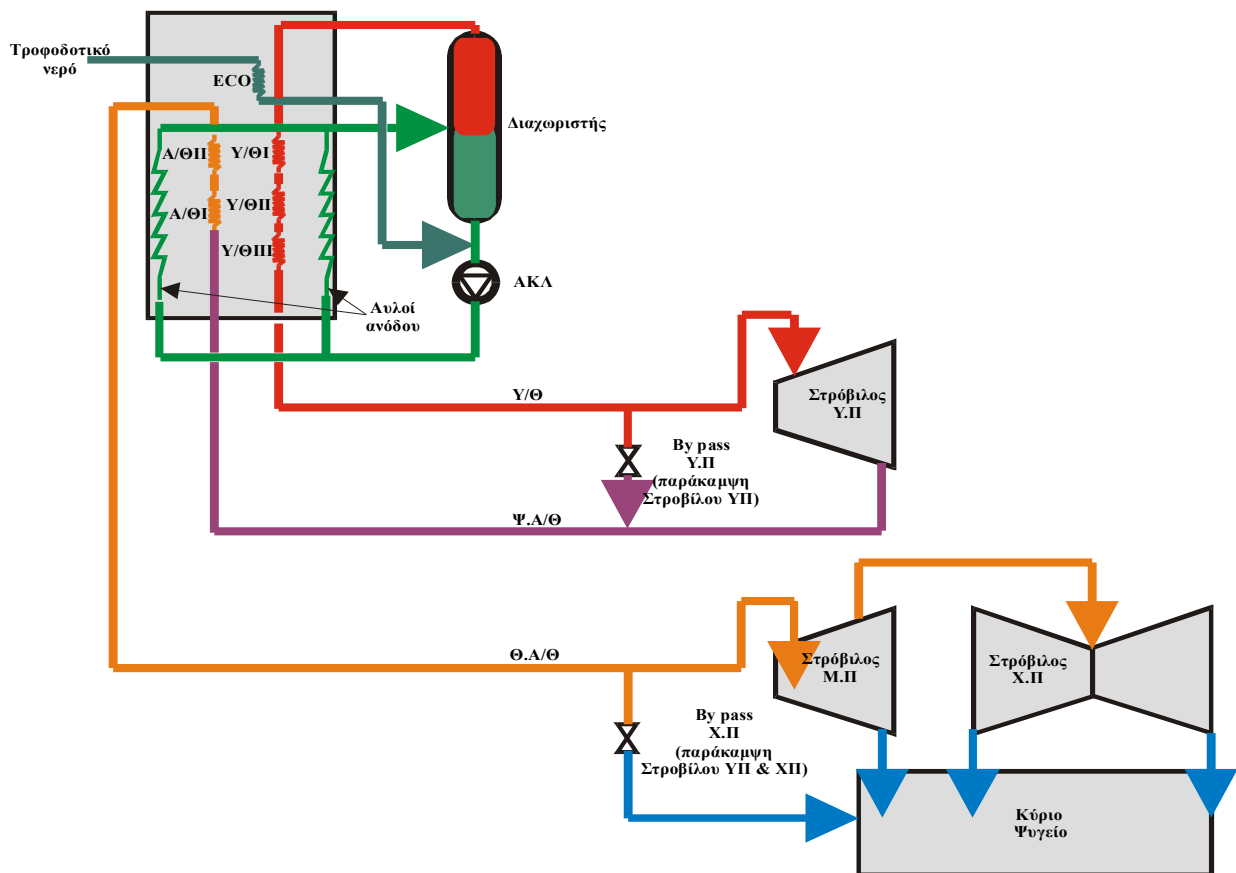 Τροφοδοτικό
νερό
ECO
Διαχωριστής
Α/ΘΙΙ
Υ/ΘΙ
Α/ΘΙ
Υ/ΘΙΙ
Υ/ΘΙΙΙ
ΑΚΛ
Αυλοί
ανόδου
Υ/Θ
Στρόβιλος
Υ.Π
By pass
Υ.Π
(παράκαμψη
Στροβίλου ΥΠ)
Ψ.Α/Θ
Θ.Α/Θ
Στρόβιλος
Μ.Π
Στρόβιλος
Χ.Π
By pass
Χ.Π
(παράκαμψη
Στροβίλου ΥΠ & ΧΠ)
Κύριο
Ψυγείο